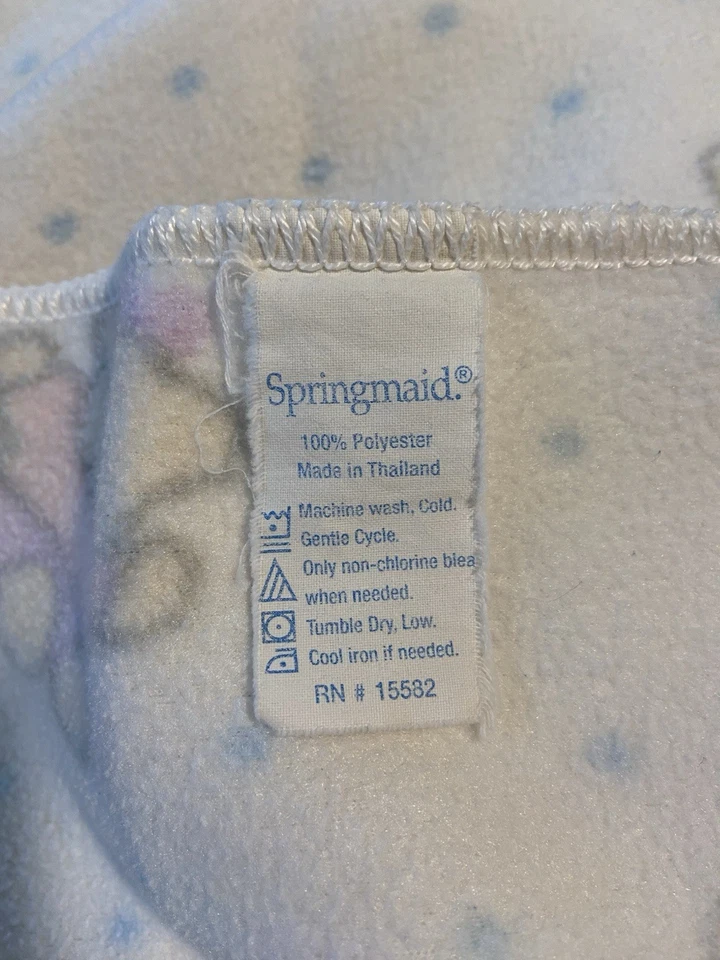 Springmaid.®
100% Polyester
Made in Thailand
Machine wash, Cold.
Gentle Cycle.
Only non-chlorine blea
when needed.
Tumble Dry, Low.
Cool iron if needed.
RN # 15582